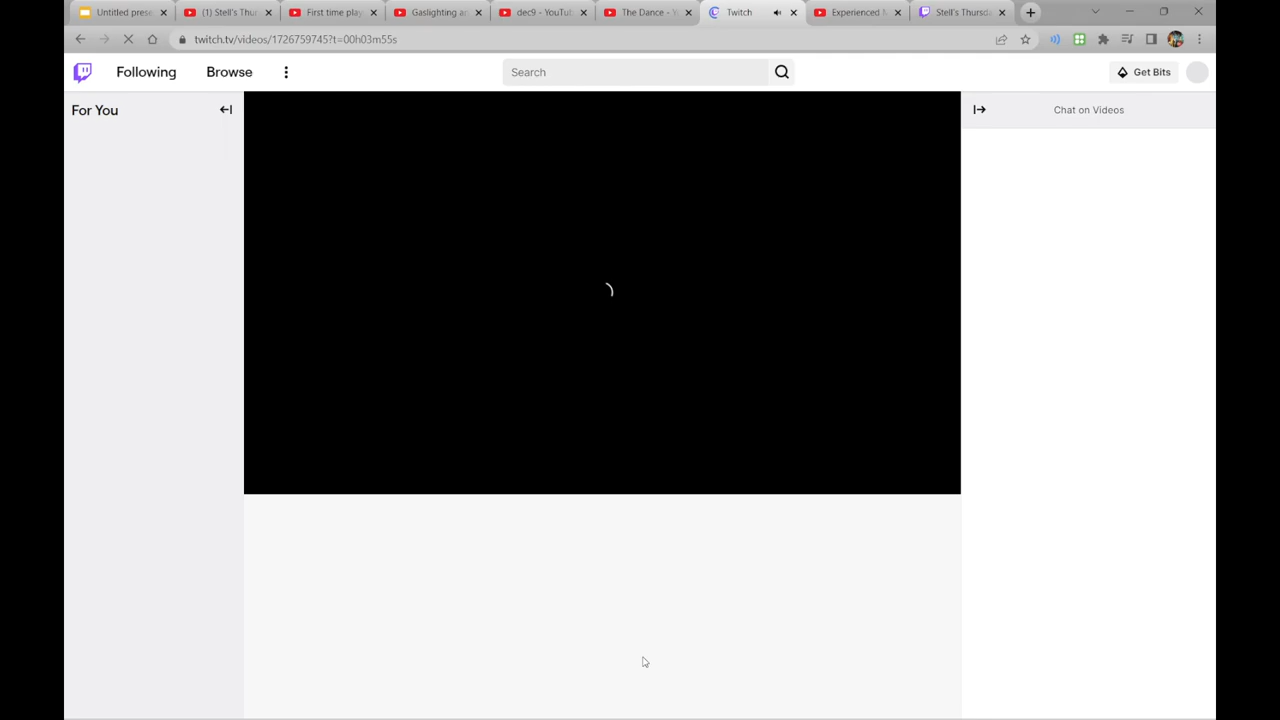 Untitled prese
(1) Stell's Thur
First time play
Gaslighting an
dec9 - YouTub
The Dance - Y
Twitch
Experienced M
Stell's Thursda
twitch.tv/videos/1726759745?t=00h03m55s
Following
Browse
Search
Get Bits
For You
Chat on Videos